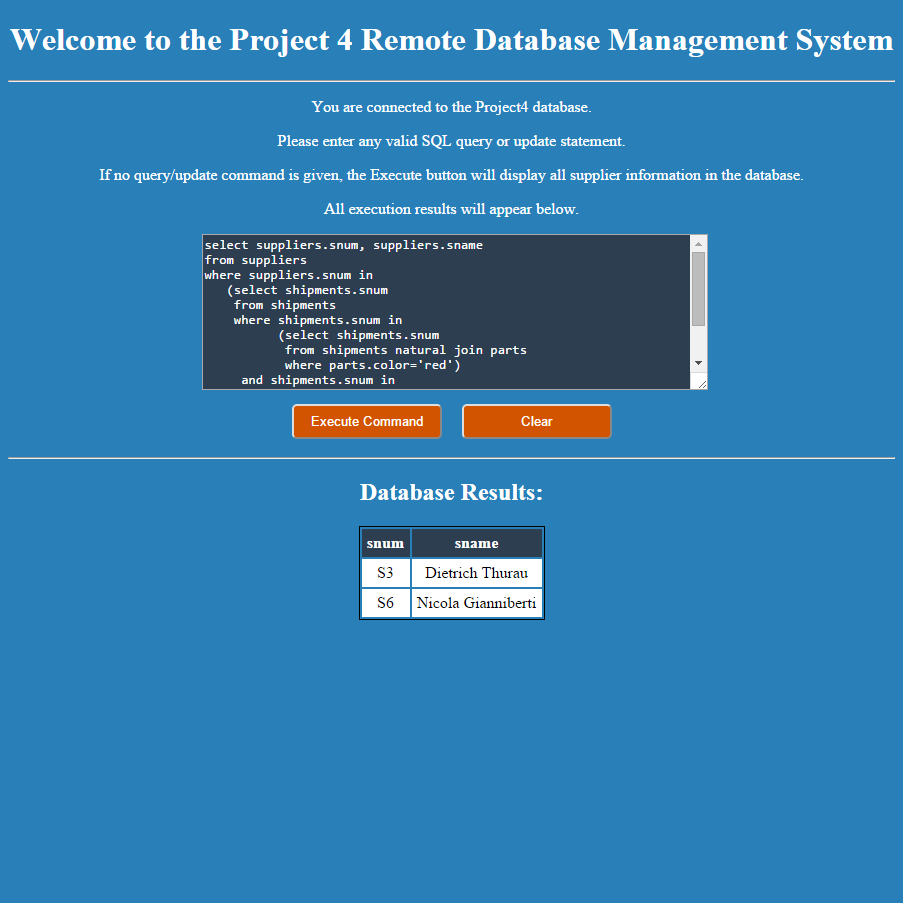 Welcome to the Project 4 Remote Database Management System
You are connected to the Project4 database.
Please enter any valid SQL query or update statement.
If no query/update command is given, the Execute button will display all supplier information in the database.
All execution results will appear below.
select suppliers.snum, suppliers.sname
from suppliers
where suppliers.snum in
   (select shipments.snum
    from shipments
    where shipments.snum in
          (select shipments.snum
           from shipments natural join parts
           where parts.color='red')
     and shipments.snum in
Execute Command Clear
Database Results:
snum sname
S3 Dietrich Thurau
S6 Nicola Gianniberti